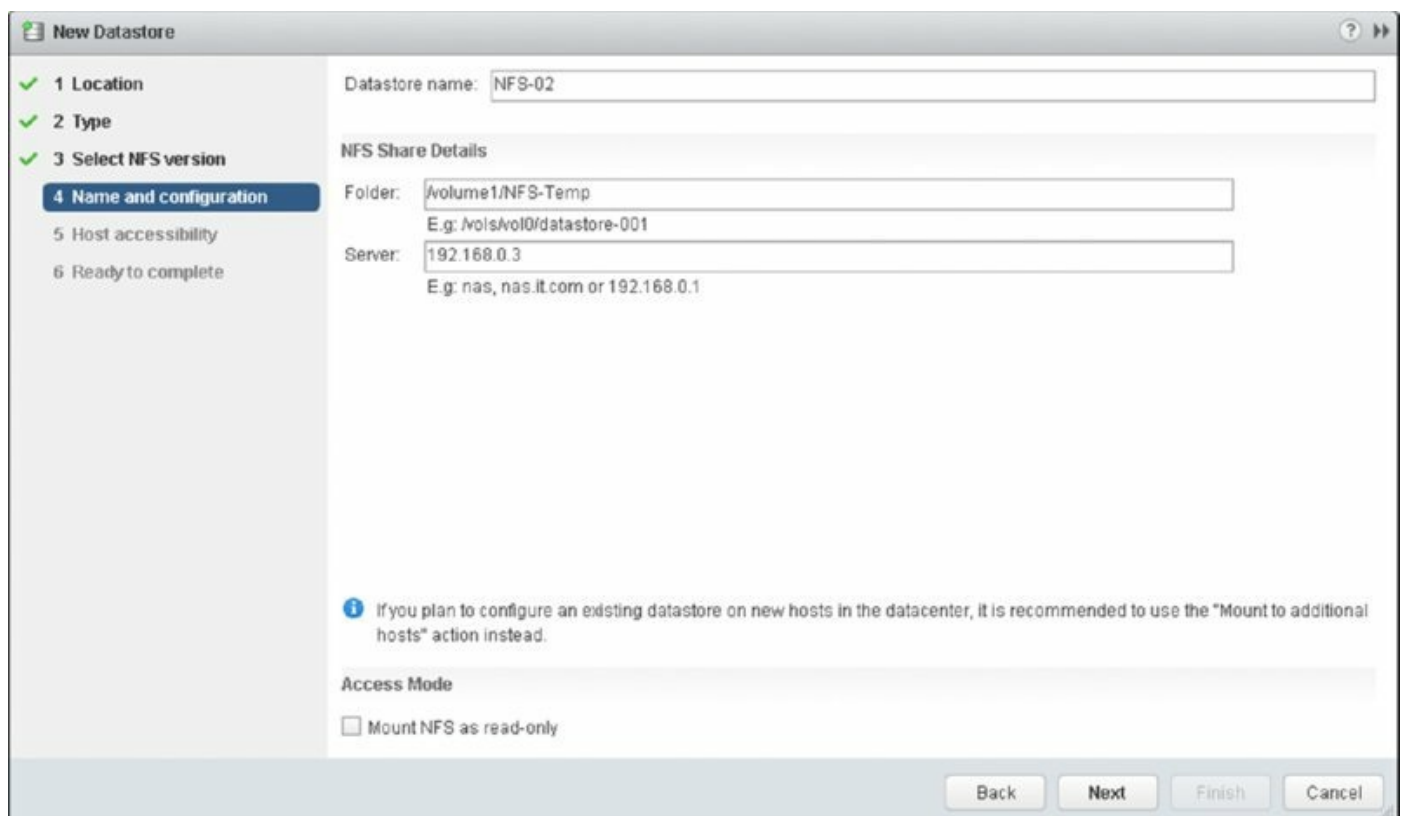 New Datastore
1 Location
2 Type
3 Select NFS version
4 Name and configuration
5 Host accessibility
6 Ready to complete
Datastore name: NFS-02
NFS Share Details
Folder: /volume1/NFS-Temp
E.g: /vols/vol0/datastore-001
Server: 192.168.0.3
E.g: nas, nas.it.com or 192.168.0.1
If you plan to configure an existing datastore on new hosts in the datacenter, it is recommended to use the "Mount to additional
hosts" action instead.
Access Mode
Mount NFS as read-only
Back Next Finish Cancel